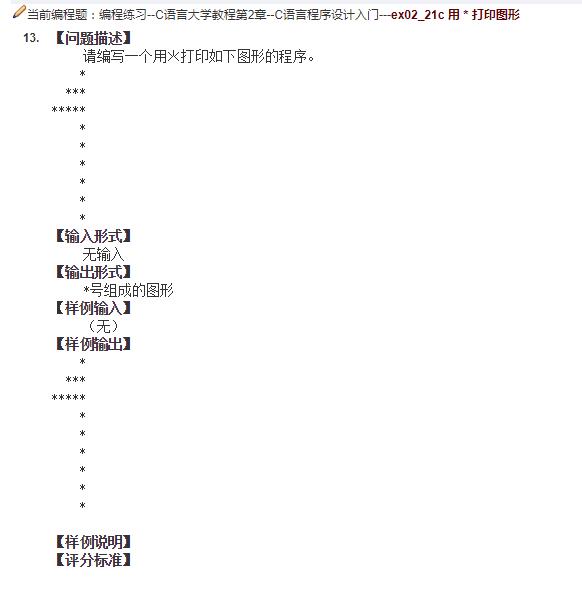 当前编程题：编程练习--C语言大学教程第2章--C语言程序设计入门---ex02_21c 用 * 打印图形
13. 【问题描述】
请编写一个用※打印如下图形的程序。
*
***
*****
*
*
*
*
*
*
【输入形式】
无输入
【输出形式】
*号组成的图形
【样例输入】
（无）
【样例输出】
*
***
*****
*
*
*
*
*
*
【样例说明】
【评分标准】